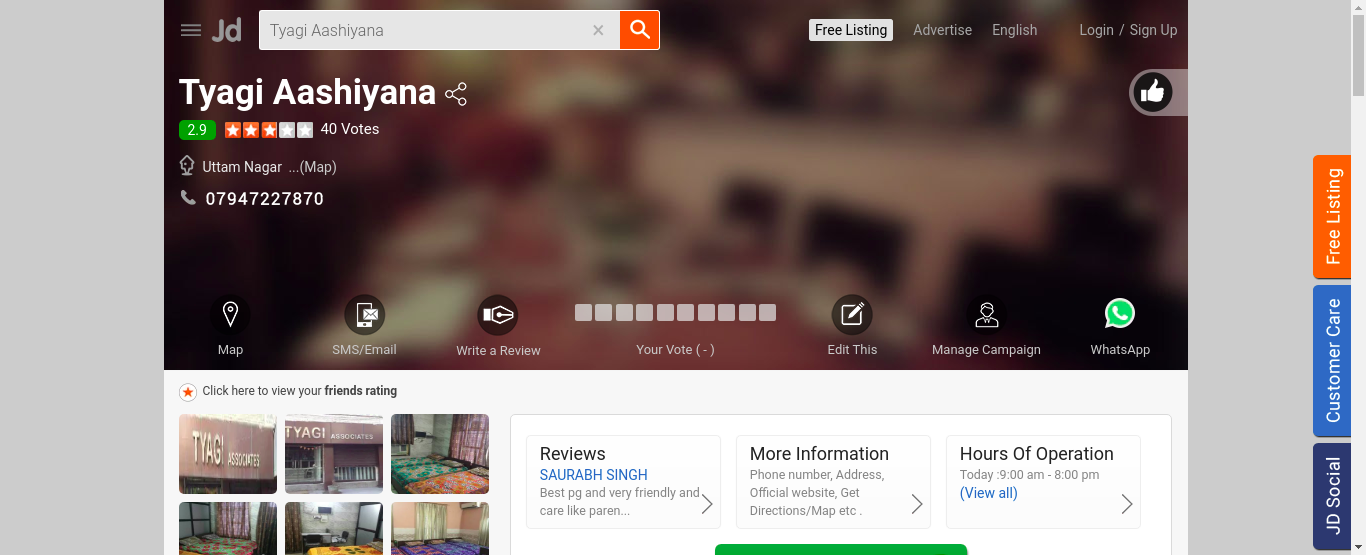 Jd
Tyagi Aashiyana
Free Listing
Advertise
English
Login / Sign Up
Tyagi Aashiyana
2.9
40 Votes
Uttam Nagar ...(Map)
07947227870
Map
SMS/Email
Write a Review
Your Vote ( - )
Edit This
Manage Campaign
WhatsApp
Free Listing
Customer Care
JD Social
Click here to view your friends rating
TYAGI ASSOCIATES
TYAGI ASSOCIATES
Reviews
SAURABH SINGH
Best pg and very friendly and
care like paren...
More Information
Phone number, Address,
Official website, Get
Directions/Map etc .
Hours Of Operation
Today :9:00 am - 8:00 pm
(View all)